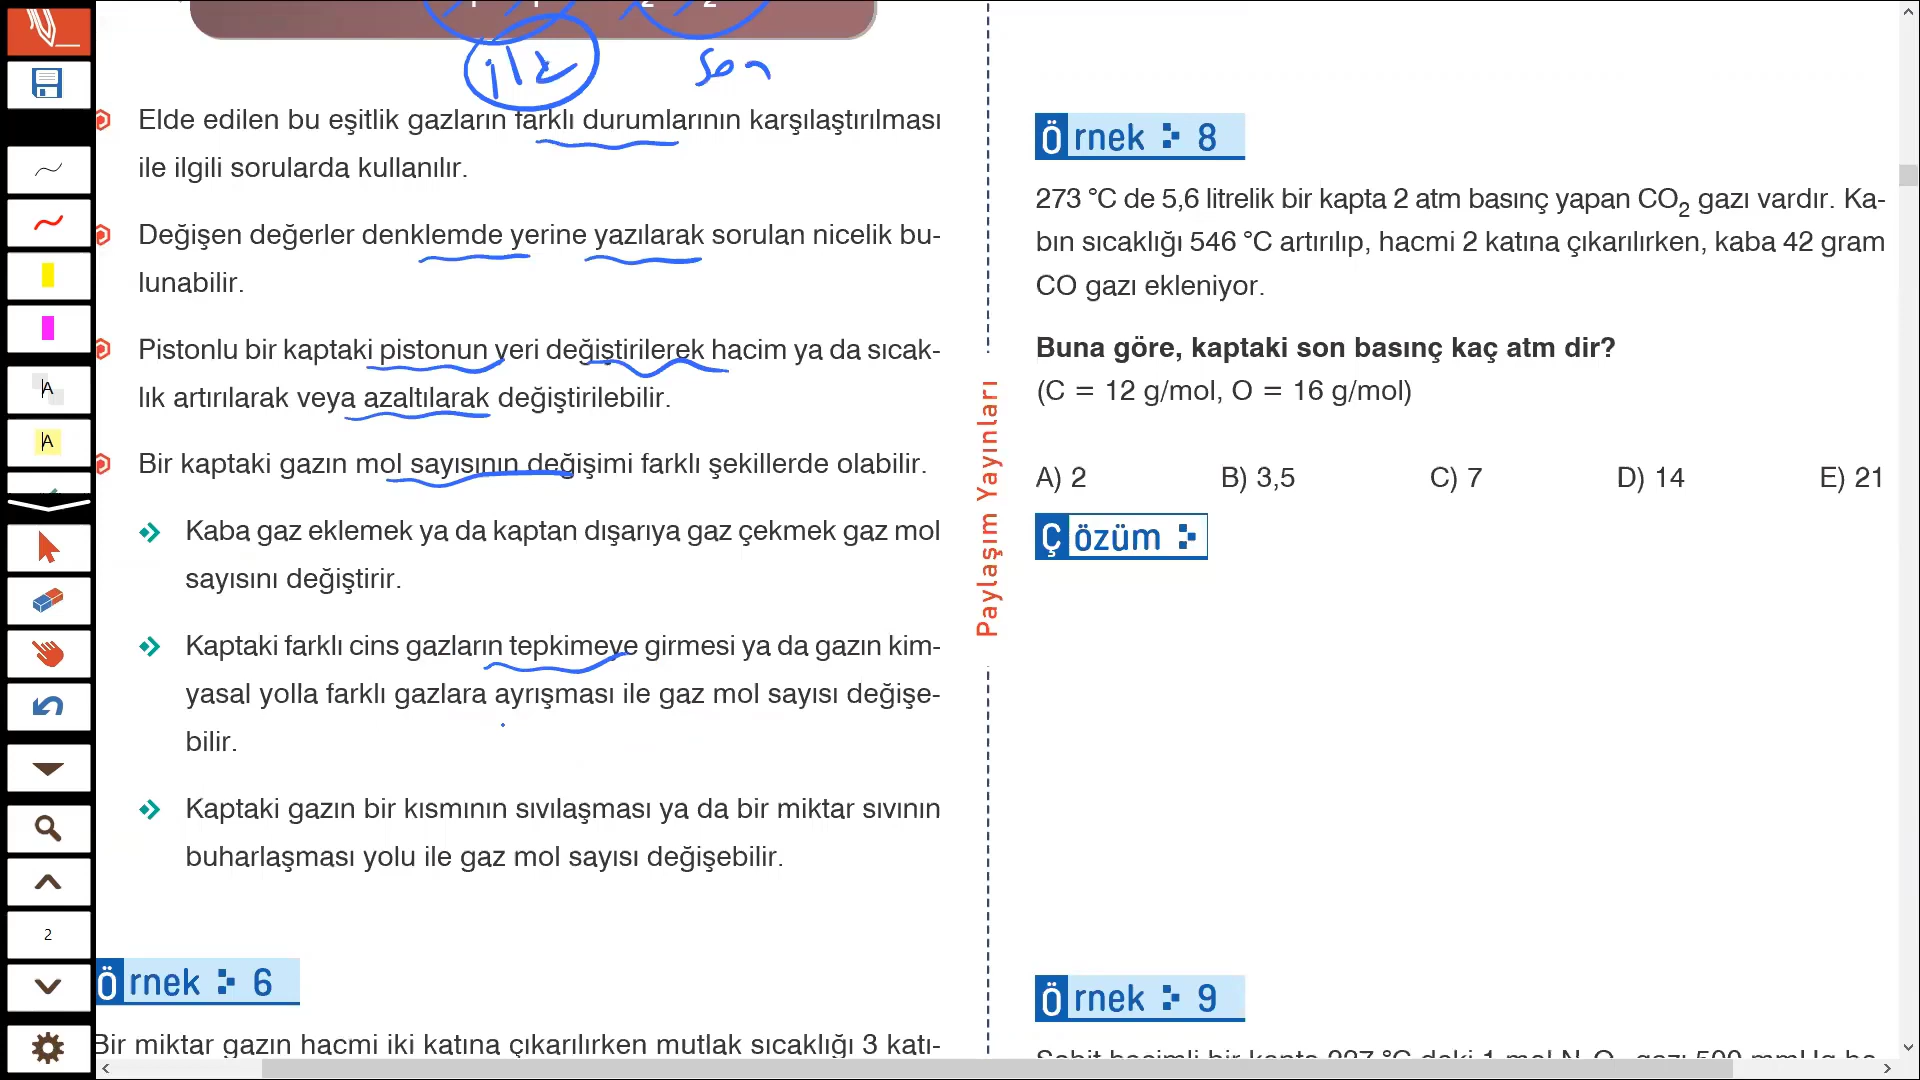 ilk
son
Elde edilen bu eşitlik gazların farklı durumlarının karşılaştırılması
ile ilgili sorularda kullanılır.
Değişen değerler denklemde yerine yazılarak sorulan nicelik bu-
lunabilir.
Pistonlu bir kaptaki pistonun yeri değiştirilerek hacim ya da sıcak-
lık artırılarak veya azaltılarak değiştirilebilir.
Bir kaptaki gazın mol sayısının değişimi farklı şekillerde olabilir.
Kaba gaz eklemek ya da kaptan dışarıya gaz çekmek gaz mol
sayısını değiştirir.
Kaptaki farklı cins gazların tepkimeye girmesi ya da gazın kim-
yasal yolla farklı gazlara ayrışması ile gaz mol sayısı değişe-
bilir.
Kaptaki gazın bir kısmının sıvılaşması ya da bir miktar sıvının
buharlaşması yolu ile gaz mol sayısı değişebilir.
Örnek 6
Bir miktar gazın hacmi iki katına çıkarılırken mutlak sıcaklığı 3 katı-
Paylaşım Yayınları
Örnek 8
273 °C de 5,6 litrelik bir kapta 2 atm basınç yapan CO2 gazı vardır. Ka-
bın sıcaklığı 546 °C artırılıp, hacmi 2 katına çıkarılırken, kaba 42 gram
CO gazı ekleniyor.
Buna göre, kaptaki son basınç kaç atm dir?
(C = 12 g/mol, O = 16 g/mol)
A) 2 B) 3,5 C) 7 D) 14 E) 21
Çözüm
Örnek 9
Sabit hacimli bir kapta 227 °C deki 1 mol
A
A
2